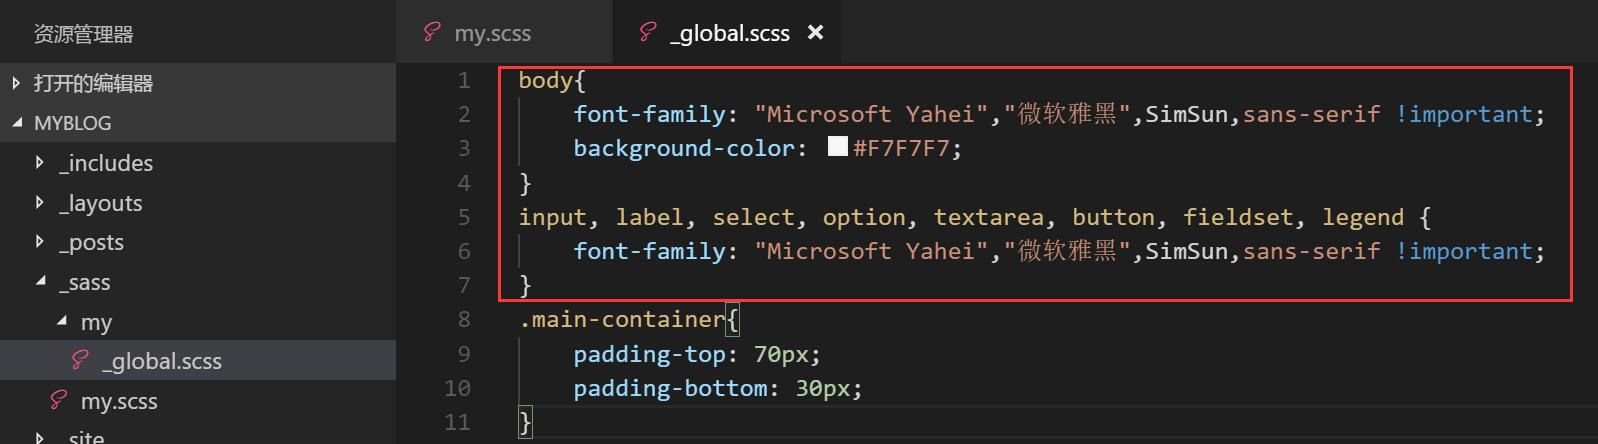 资源管理器
打开的编辑器
MYBLOG
_includes
_layouts
_posts
_sass
my
_global.scss
my.scss
_site
my.scss
_global.scss
1 body{
2 font-family: "Microsoft Yahei","微软雅黑",SimSun,sans-serif !important;
3 background-color: #F7F7F7;
4 }
5 input, label, select, option, textarea, button, fieldset, legend {
6 font-family: "Microsoft Yahei","微软雅黑",SimSun,sans-serif !important;
7 }
8 .main-container{
9 padding-top: 70px;
10 padding-bottom: 30px;
11 }